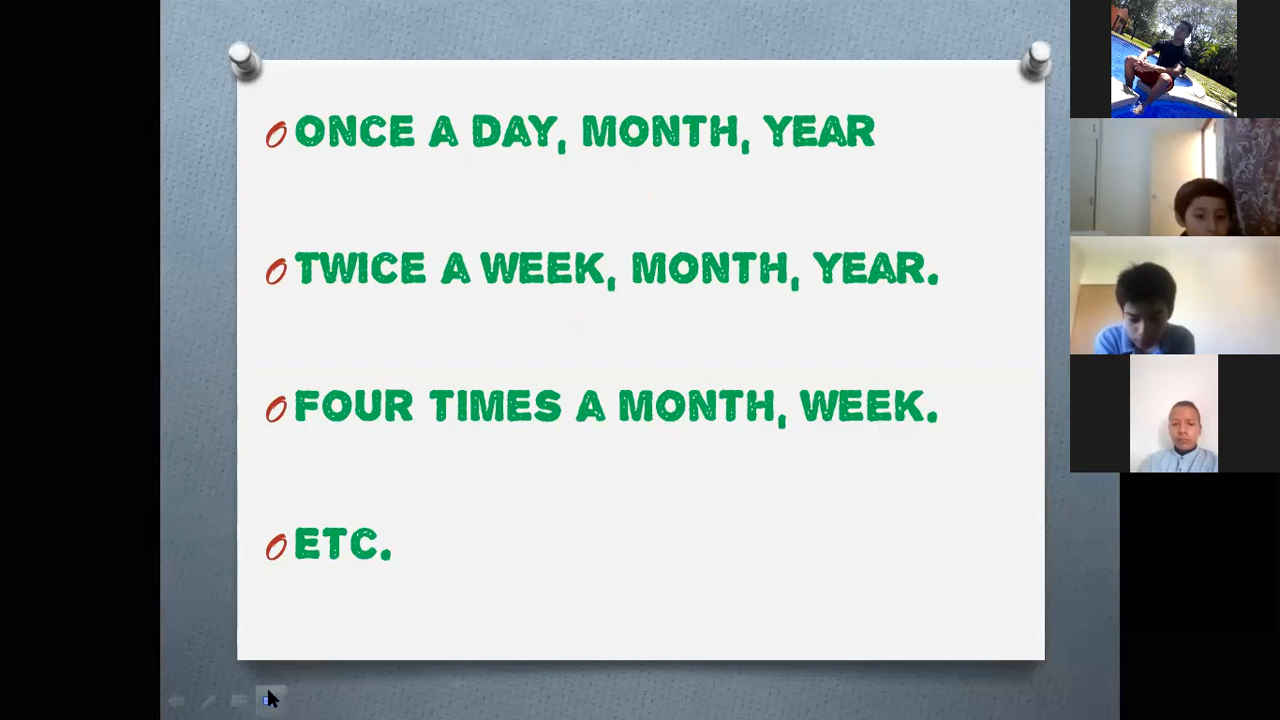 ONCE A DAY, MONTH, YEAR
TWICE A WEEK, MONTH, YEAR.
FOUR TIMES A MONTH, WEEK.
ETC.